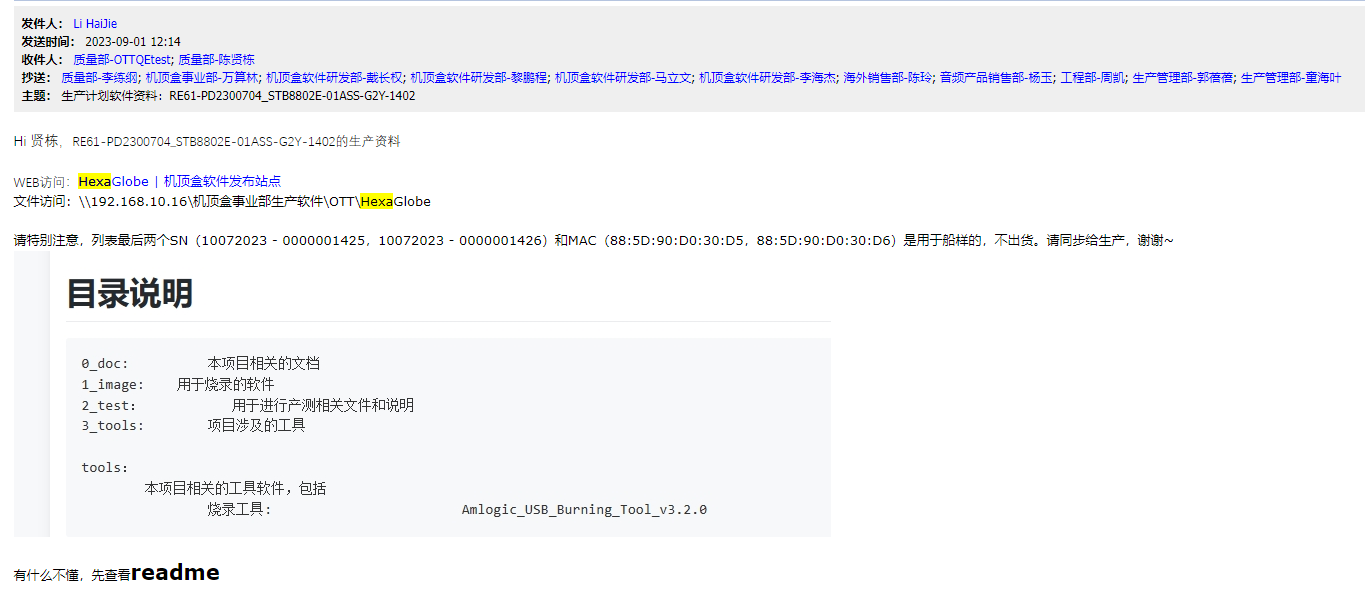 发件人： Li HaiJie
发送时间： 2023-09-01 12:14
收件人： 质量部-OTTQEtest; 质量部-陈贤栋
抄送： 质量部-李练纲; 机顶盒事业部-万算林; 机顶盒软件研发部-戴长权; 机顶盒软件研发部-黎鹏程; 机顶盒软件研发部-马立文; 机顶盒软件研发部-李海杰; 海外销售部-陈玲; 音频产品销售部-杨玉; 工程部-周凯; 生产管理部-郭蓓蓓; 生产管理部-童海叶
主题： 生产计划软件资料：RE61-PD2300704_STB8802E-01ASS-G2Y-1402
Hi 贤栋，RE61-PD2300704_STB8802E-01ASS-G2Y-1402的生产资料
WEB访问：HexaGlobe | 机顶盒软件发布站点
文件访问：\\192.168.10.16\机顶盒事业部生产软件\OTT\HexaGlobe
请特别注意，列表最后两个SN（10072023 - 0000001425，10072023 - 0000001426）和MAC（88:5D:90:D0:30:D5，88:5D:90:D0:30:D6）是用于船样的，不出货。请同步给生产，谢谢~
目录说明
0_doc: 本项目相关的文档
1_image: 用于烧录的软件
2_test: 用于进行产测相关文件和说明
3_tools: 项目涉及的工具
tools:
本项目相关的工具软件，包括
烧录工具: Amlogic_USB_Burning_Tool_v3.2.0
有什么不懂，先查看readme